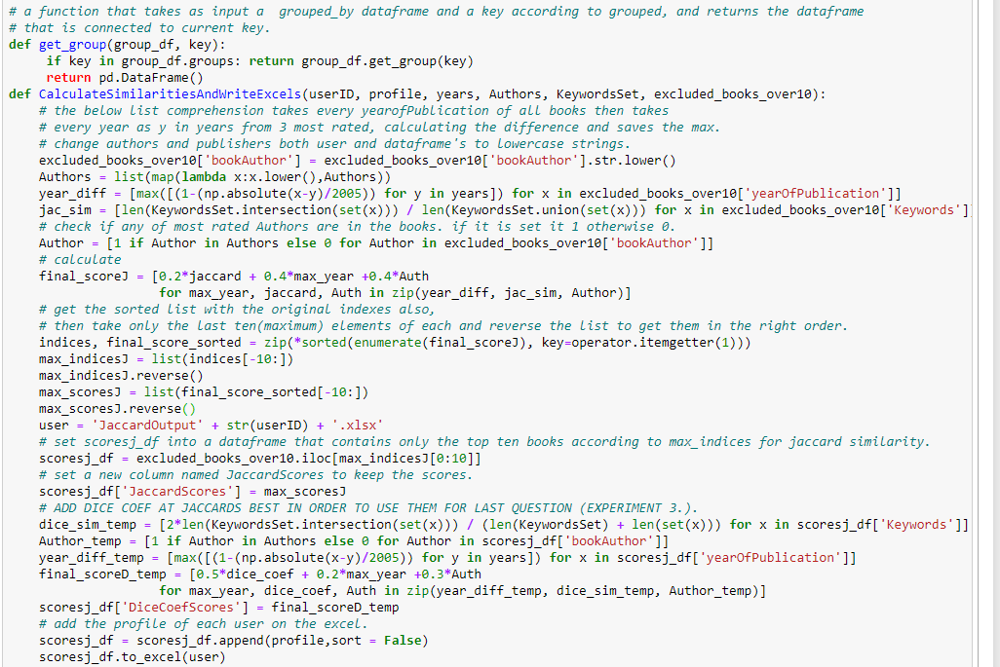 # a function that takes as input a  grouped_by dataframe and a key according to grouped, and returns the dataframe
# that is connected to current key.
def get_group(group_df, key):
     if key in group_df.groups: return group_df.get_group(key)
     return pd.DataFrame()
def CalculateSimilaritiesAndWriteExcels(userID, profile, years, Authors, KeywordsSet, excluded_books_over10):
    # the below list comprehension takes every yearofPublication of all books then takes
    # every year as y in years from 3 most rated, calculating the difference and saves the max.
    # change authors and publishers both user and dataframe's to lowercase strings.
    excluded_books_over10['bookAuthor'] = excluded_books_over10['bookAuthor'].str.lower()
    Authors = list(map(lambda x:x.lower(),Authors))
    year_diff = [max([(1-(np.absolute(x-y)/2005)) for y in years]) for x in excluded_books_over10['yearOfPublication']]
    jac_sim = [len(KeywordsSet.intersection(set(x))) / len(KeywordsSet.union(set(x))) for x in excluded_books_over10['Keywords']]
    # check if any of most rated Authors are in the books. if it is set it 1 otherwise 0.
    Author = [1 if Author in Authors else 0 for Author in excluded_books_over10['bookAuthor']]
    # calculate
    final_scoreJ = [0.2*jaccard + 0.4*max_year +0.4*Auth
                    for max_year, jaccard, Auth in zip(year_diff, jac_sim, Author)]
    # get the sorted list with the original indexes also,
    # then take only the last ten(maximum) elements of each and reverse the list to get them in the right order.
    indices, final_score_sorted = zip(*sorted(enumerate(final_scoreJ), key=operator.itemgetter(1)))
    max_indicesJ = list(indices[-10:])
    max_indicesJ.reverse()
    max_scoresJ = list(final_score_sorted[-10:])
    max_scoresJ.reverse()
    user = 'JaccardOutput' + str(userID) + '.xlsx'
    # set scoresj_df into a dataframe that contains only the top ten books according to max_indices for jaccard similarity.
    scoresj_df = excluded_books_over10.iloc[max_indicesJ[0:10]]
    # set a new column named JaccardScores to keep the scores.
    scoresj_df['JaccardScores'] = max_scoresJ
    # ADD DICE COEF AT JACCARDS BEST IN ORDER TO USE THEM FOR LAST QUESTION (EXPERIMENT 3.).
    dice_sim_temp = [2*len(KeywordsSet.intersection(set(x))) / (len(KeywordsSet) + len(set(x))) for x in scoresj_df['Keywords']]
    Author_temp = [1 if Author in Authors else 0 for Author in scoresj_df['bookAuthor']]
    year_diff_temp = [max([(1-(np.absolute(x-y)/2005)) for y in years]) for x in scoresj_df['yearOfPublication']]
    final_scoreD_temp = [0.5*dice_coef + 0.2*max_year +0.3*Auth
                    for max_year, dice_coef, Auth in zip(year_diff_temp, dice_sim_temp, Author_temp)]
    scoresj_df['DiceCoefScores'] = final_scoreD_temp
    # add the profile of each user on the excel.
    scoresj_df = scoresj_df.append(profile,sort = False)
    scoresj_df.to_excel(user)